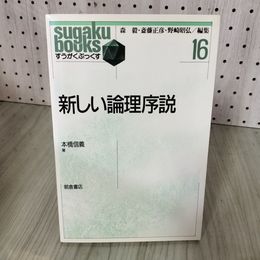 sugaku
books
すうがくぶっくす
森 毅・斎藤正彦・野崎昭弘/編集
16
新しい論理序説
本橋信義
著
朝倉書店